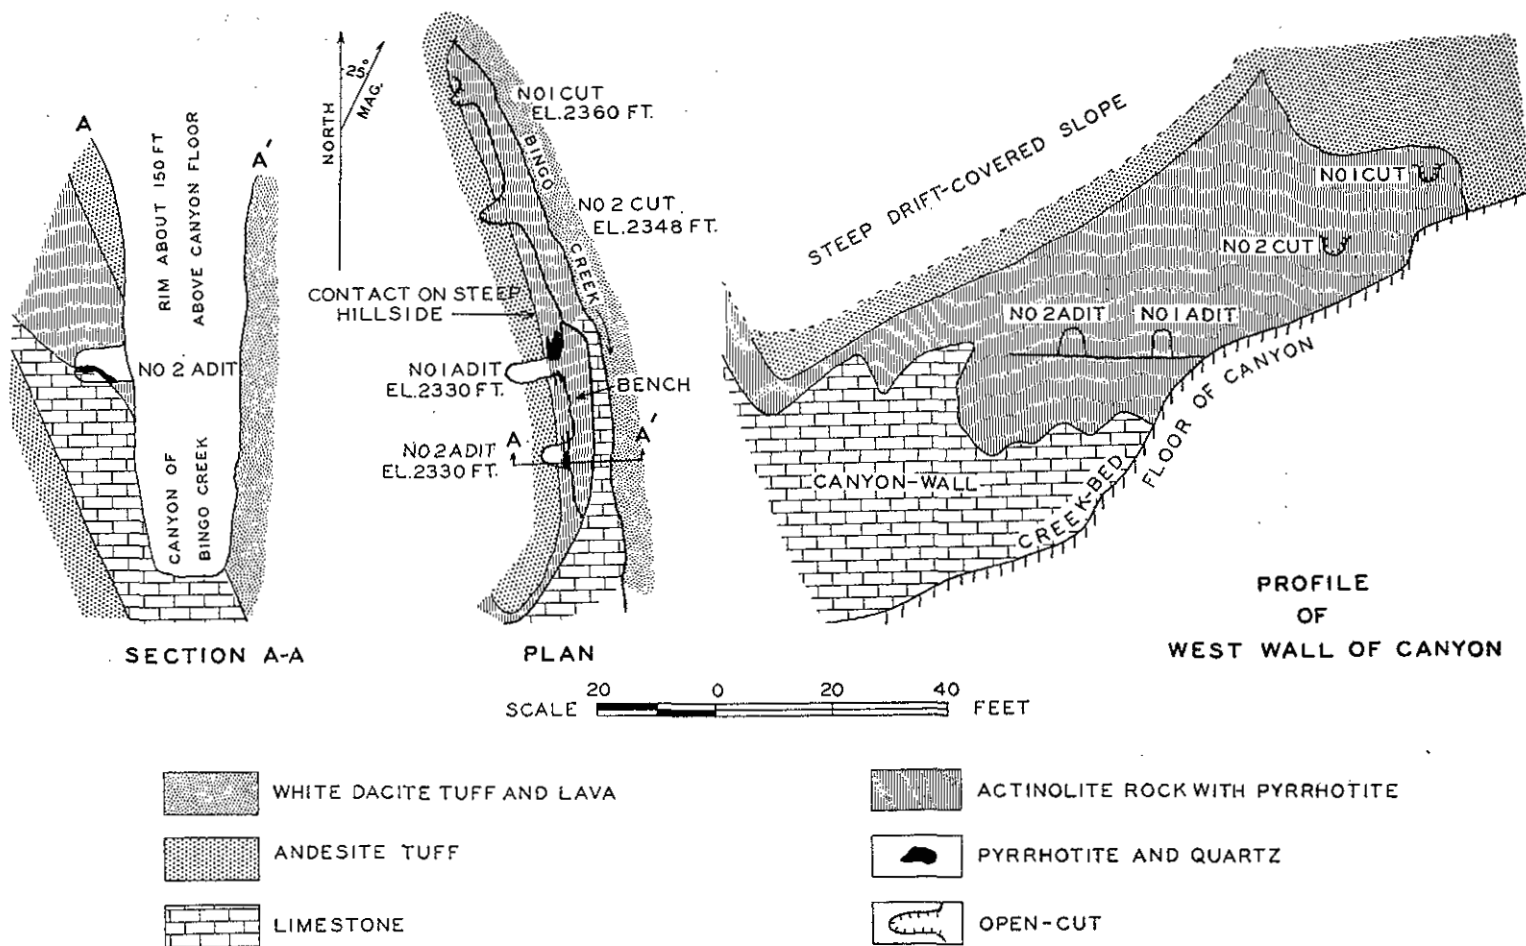 A
A'
RIM ABOUT 150 FT
ABOVE CANYON FLOOR
NO 2 ADIT
CANYON OF
BINGO CREEK
SECTION A-A
NORTH
25°
MAG.
NO 1 CUT
EL. 2360 FT.
BINGO
CREEK
NO 2 CUT
EL. 2348 FT.
CONTACT ON STEEP
HILLSIDE
NO 1 ADIT
EL. 2330 FT.
BENCH
NO. 2 ADIT
EL. 2330 FT.
A
A'
PLAN
STEEP DRIFT-COVERED SLOPE
NO 1 CUT
NO 2 CUT
NO 2 ADIT
NO 1 ADIT
CANYON-WALL
CREEK-BED
FLOOR OF CANYON
PROFILE
OF
WEST WALL OF CANYON
20 0 20 40
SCALE FEET
WHITE DACITE TUFF AND LAVA
ANDESITE TUFF
LIMESTONE
ACTINOLITE ROCK WITH PYRRHOTITE
PYRRHOTITE AND QUARTZ
OPEN-CUT